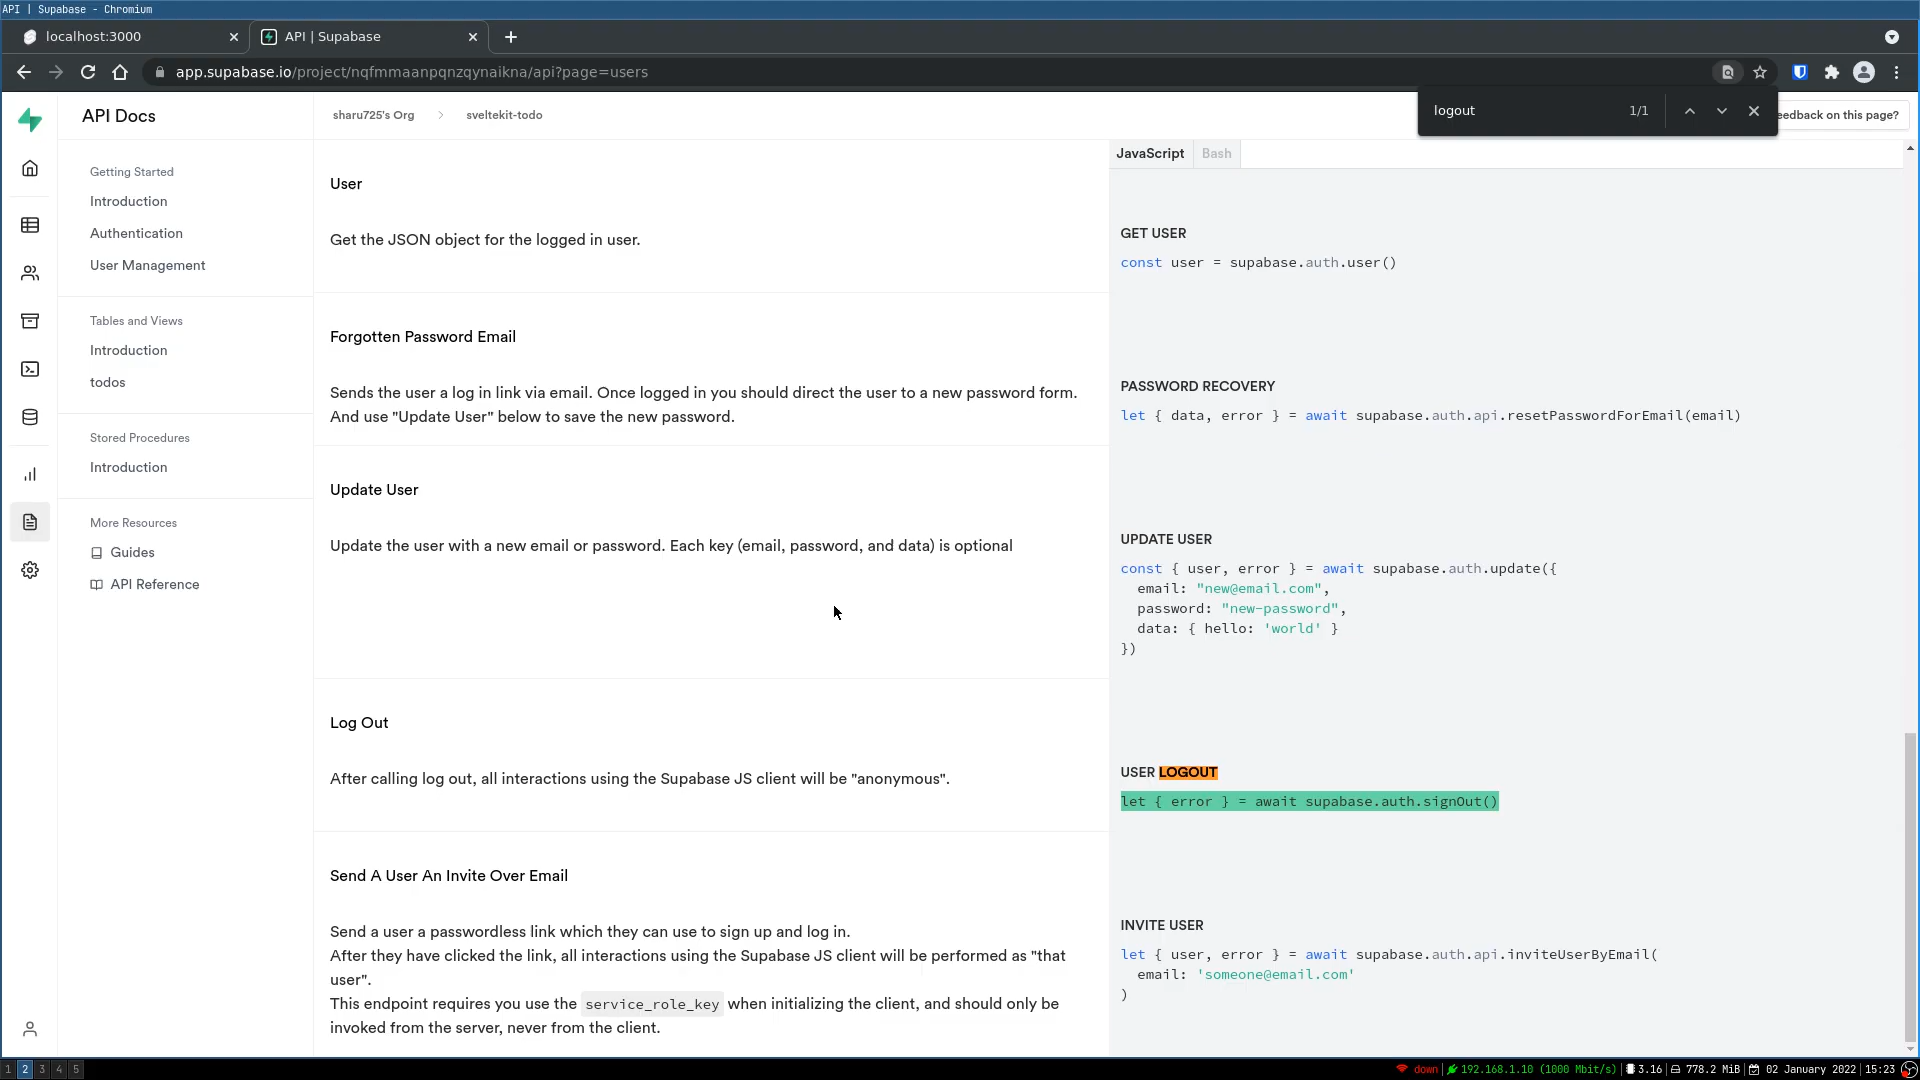 API | Supabase - Chromium
localhost:3000
API | Supabase
app.supabase.io/project/nqfmmaanpqnzqynaikna/api?page=users
logout
1/1
API Docs
sharu725's Org
sveltekit-todo
eedback on this page?
Getting Started
Introduction
Authentication
User Management
Tables and Views
Introduction
todos
Stored Procedures
Introduction
More Resources
Guides
API Reference
User
Get the JSON object for the logged in user.
Forgotten Password Email
Sends the user a log in link via email. Once logged in you should direct the user to a new password form.
And use "Update User" below to save the new password.
Update User
Update the user with a new email or password. Each key (email, password, and data) is optional
Log Out
After calling log out, all interactions using the Supabase JS client will be "anonymous".
Send A User An Invite Over Email
Send a user a passwordless link which they can use to sign up and log in.
After they have clicked the link, all interactions using the Supabase JS client will be performed as "that
user".
This endpoint requires you use the service_role_key when initializing the client, and should only be
invoked from the server, never from the client.
JavaScript
Bash
GET USER
const user = supabase.auth.user()
PASSWORD RECOVERY
let { data, error } = await supabase.auth.api.resetPasswordForEmail(email)
UPDATE USER
const { user, error } = await supabase.auth.update({
email: "new@email.com",
password: "new-password",
data: { hello: 'world' }
})
USER LOGOUT
let { error } = await supabase.auth.signOut()
INVITE USER
let { user, error } = await supabase.auth.api.inviteUserByEmail(
email: 'someone@email.com'
)
1 2 3 4 5
down
192.168.1.10 (1000 Mbit/s)
3.16
778.2 MiB
02 January 2022
15:23